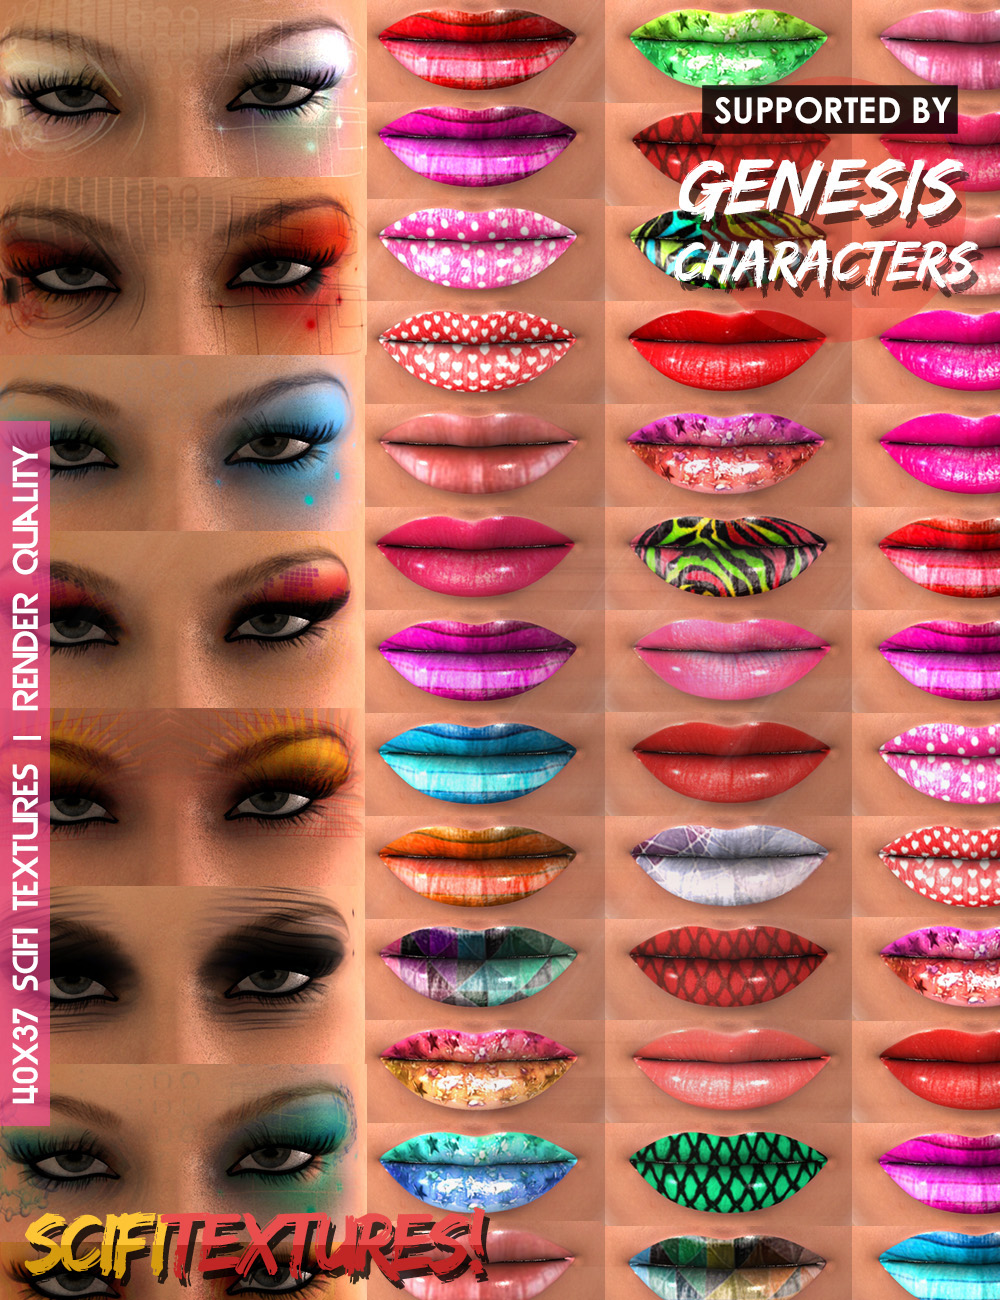 SUPPORTED BY
GENESIS
CHARACTERS
40X37 SCIFI TEXTURES | RENDER QUALITY
SCIFITEXTURES!